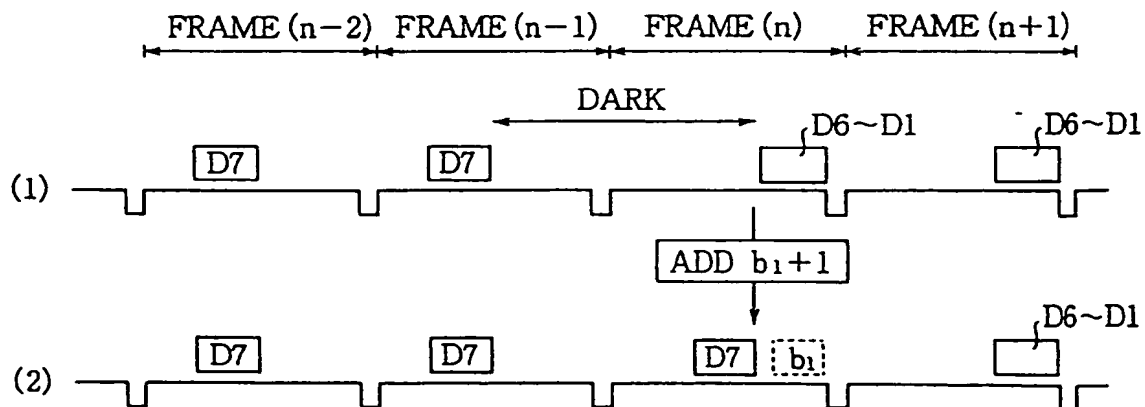 FRAME (n−2) FRAME (n−1) FRAME (n) FRAME (n+1)
DARK
D6~D1 D6~D1
D7 D7
(1)
ADD b₁+1
D6~D1
D7 D7 D7 b₁
(2)